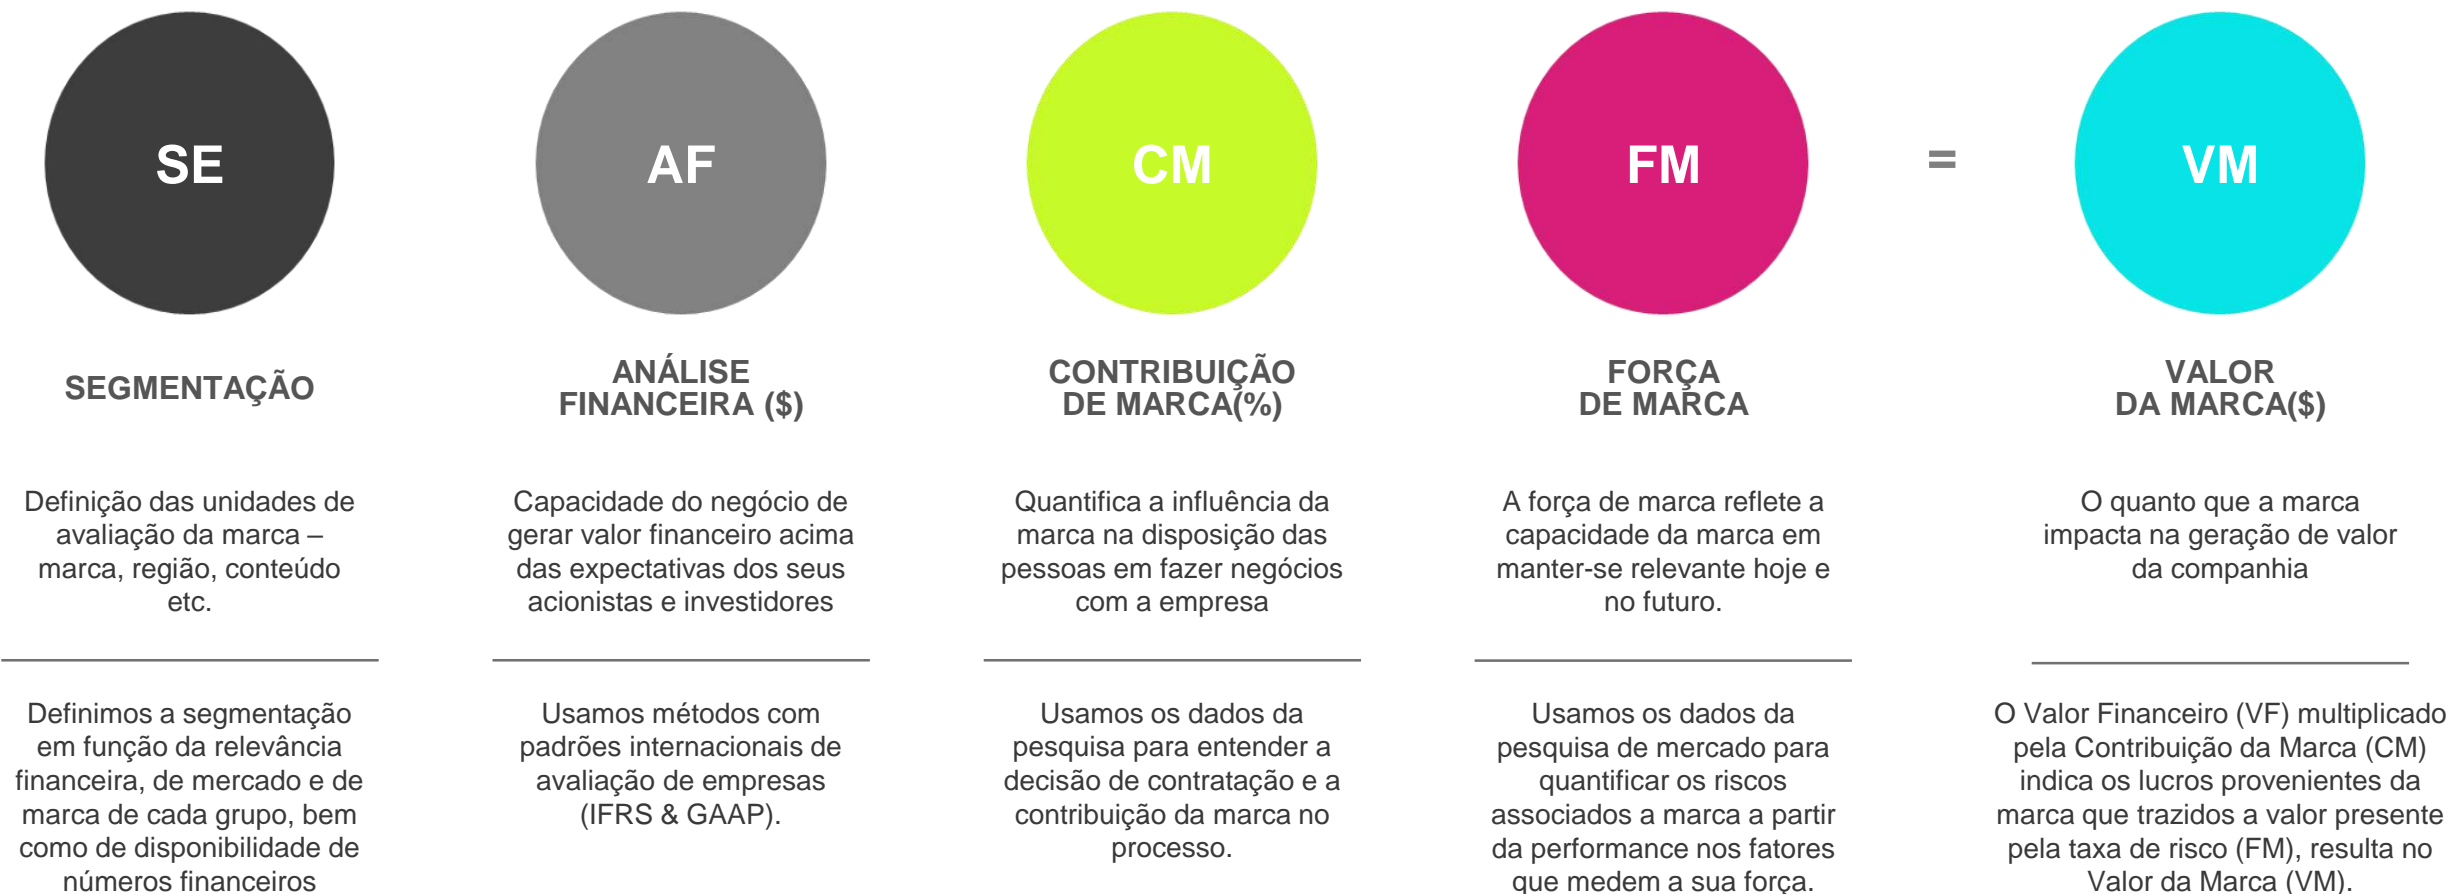 SE
AF
CM
FM
=
VM
SEGMENTAÇÃO
ANÁLISE
FINANCEIRA ($)
CONTRIBUIÇÃO
DE MARCA(%)
FORÇA
DE MARCA
VALOR
DA MARCA($)
Definição das unidades de
avaliação da marca –
marca, região, conteúdo
etc.
Capacidade do negócio de
gerar valor financeiro acima
das expectativas dos seus
acionistas e investidores
Quantifica a influência da
marca na disposição das
pessoas em fazer negócios
com a empresa
A força de marca reflete a
capacidade da marca em
manter-se relevante hoje e
no futuro.
O quanto que a marca
impacta na geração de valor
da companhia
Definimos a segmentação
em função da relevância
financeira, de mercado e de
marca de cada grupo, bem
como de disponibilidade de
números financeiros
Usamos métodos com
padrões internacionais de
avaliação de empresas
(IFRS & GAAP).
Usamos os dados da
pesquisa para entender a
decisão de contratação e a
contribuição da marca no
processo.
Usamos os dados da
pesquisa de mercado para
quantificar os riscos
associados a marca a partir
da performance nos fatores
que medem a sua força.
O Valor Financeiro (VF) multiplicado
pela Contribuição da Marca (CM)
indica os lucros provenientes da
marca que trazidos a valor presente
pela taxa de risco (FM), resulta no
Valor da Marca (VM).